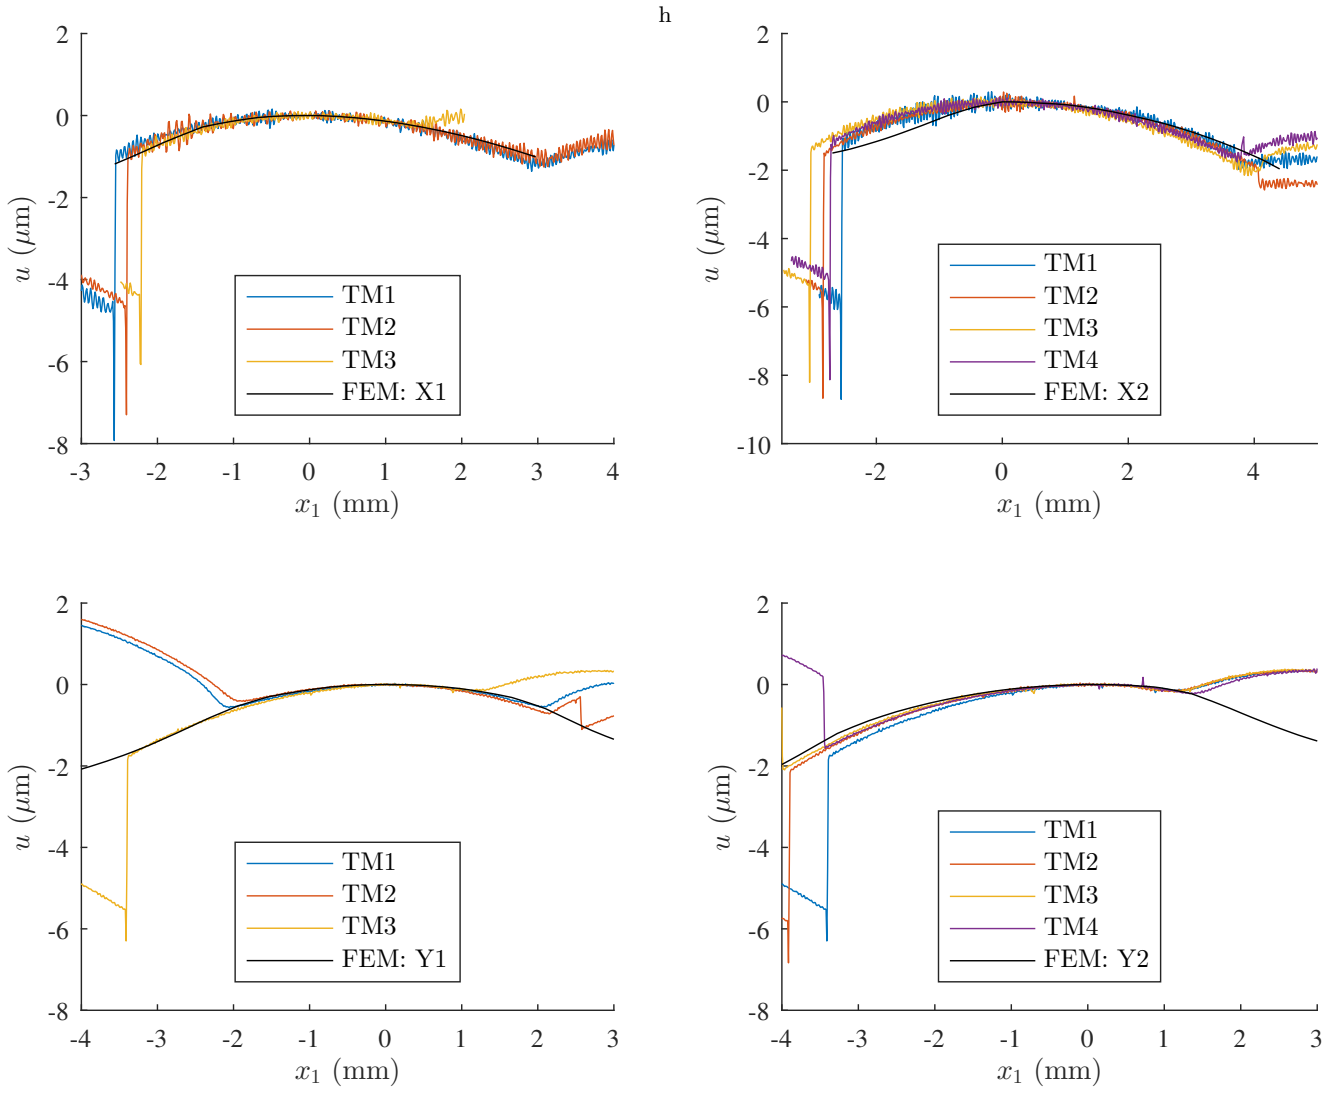 h
2
0
-2
-4
-6
-8
-3 -2 -1 0 1 2 3 4
x₁ (mm)
u (μm)
TM1
TM2
TM3
FEM: X1
2
0
-2
-4
-6
-8
-10
-2 0 2 4
x₁ (mm)
u (μm)
TM1
TM2
TM3
TM4
FEM: X2
2
0
-2
-4
-6
-8
-4 -3 -2 -1 0 1 2 3
x₁ (mm)
u (μm)
TM1
TM2
TM3
FEM: Y1
2
0
-2
-4
-6
-8
-4 -3 -2 -1 0 1 2 3
x₁ (mm)
u (μm)
TM1
TM2
TM3
TM4
FEM: Y2